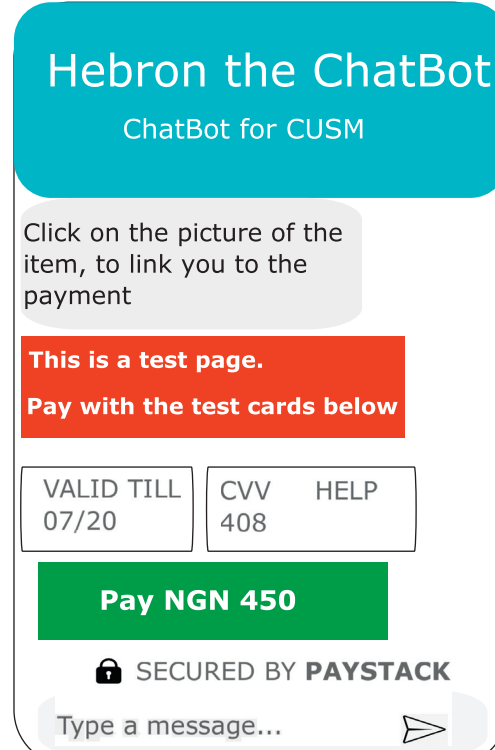 Hebron the ChatBot
ChatBot for CUSM
Click on the picture of the
item, to link you to the
payment
This is a test page.
Pay with the test cards below
VALID TILL
07/20
CVV HELP
408
Pay NGN 450
SECURED BY PAYSTACK
Type a message...